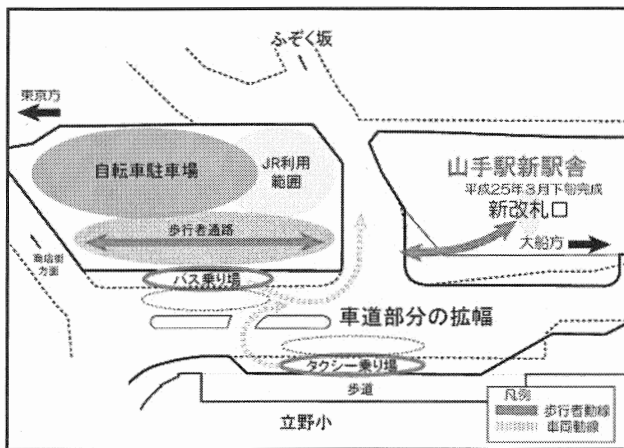 ふぞく坂
東京方
自転車駐車場
JR利用
範囲
山手駅新駅舎
平成25年3月下旬完成
新改札口
大船方
歩行者通路
商店街
方面
バス乗り場
車道部分の拡幅
タクシー乗り場
歩道
立野小
凡例
歩行者動線
車両動線